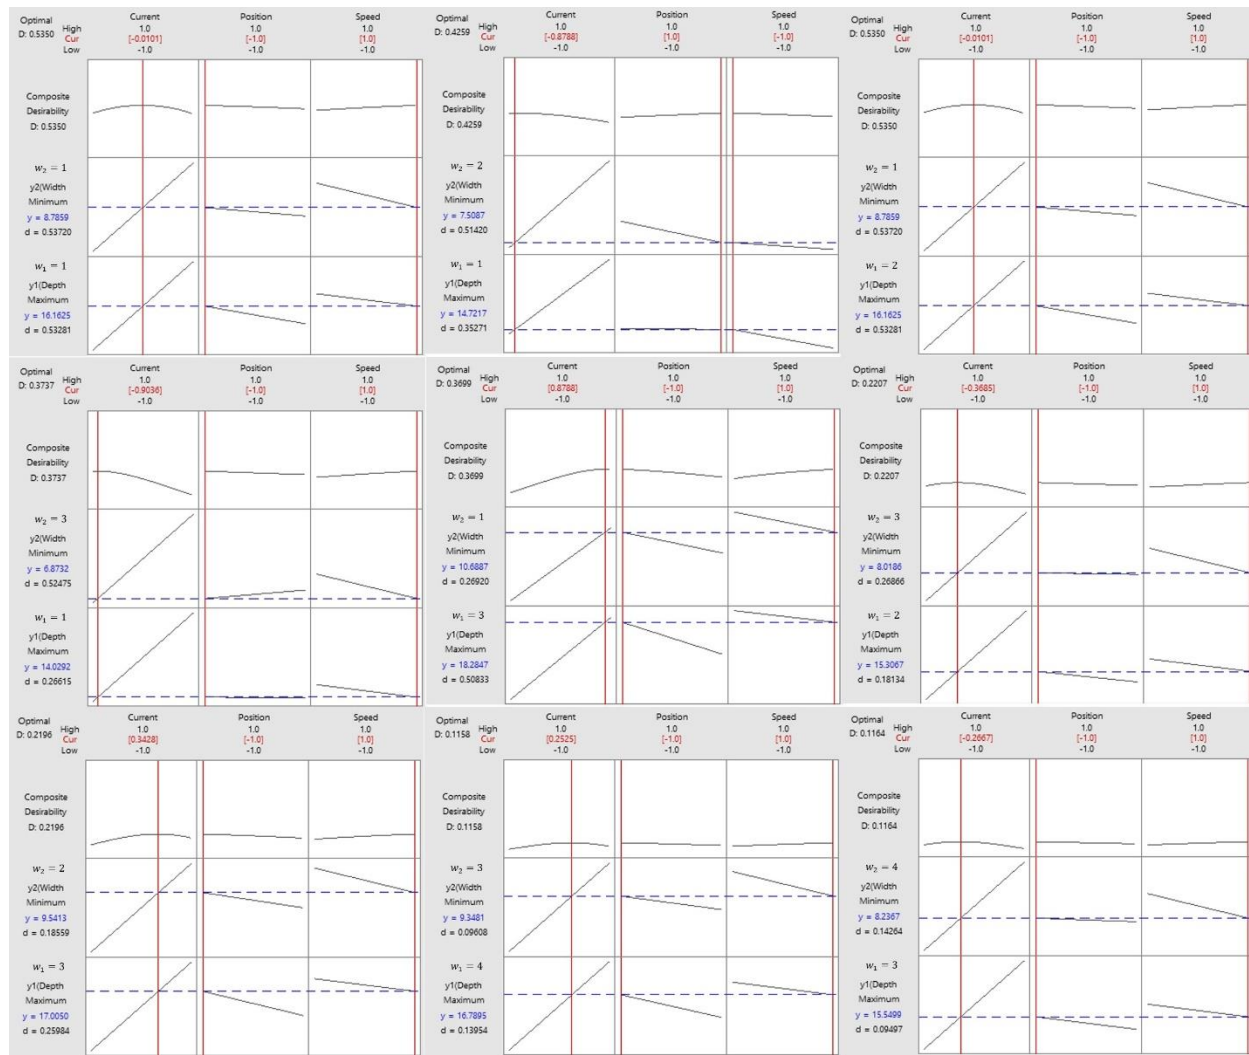 Optimal
D: 0.5350
High
Cur
Low
Current
1.0
[-0.0101]
-1.0
Position
1.0
[-1.0]
-1.0
Speed
1.0
[1.0]
-1.0
Composite
Desirability
D: 0.5350
w₂ = 1
y2(Width
Minimum
y = 8.7859
d = 0.53720
w₁ = 1
y1(Depth
Maximum
y = 16.1625
d = 0.53281
Optimal
D: 0.4259
High
Cur
Low
Current
1.0
[-0.8788]
-1.0
Position
1.0
[1.0]
-1.0
Speed
1.0
[-1.0]
-1.0
Composite
Desirability
D: 0.4259
w₂ = 2
y2(Width
Minimum
y = 7.5087
d = 0.51420
w₁ = 1
y1(Depth
Maximum
y = 14.7217
d = 0.35271
Optimal
D: 0.5350
High
Cur
Low
Current
1.0
[-0.0101]
-1.0
Position
1.0
[-1.0]
-1.0
Speed
1.0
[1.0]
-1.0
Composite
Desirability
D: 0.5350
w₂ = 1
y2(Width
Minimum
y = 8.7859
d = 0.53720
w₁ = 2
y1(Depth
Maximum
y = 16.1625
d = 0.53281
Optimal
D: 0.3737
High
Cur
Low
Current
1.0
[-0.9036]
-1.0
Position
1.0
[-1.0]
-1.0
Speed
1.0
[1.0]
-1.0
Composite
Desirability
D: 0.3737
w₂ = 3
y2(Width
Minimum
y = 6.8732
d = 0.52475
w₁ = 1
y1(Depth
Maximum
y = 14.0292
d = 0.26615
Optimal
D: 0.3699
High
Cur
Low
Current
1.0
[0.8788]
-1.0
Position
1.0
[-1.0]
-1.0
Speed
1.0
[1.0]
-1.0
Composite
Desirability
D: 0.3699
w₂ = 1
y2(Width
Minimum
y = 10.6887
d = 0.26920
w₁ = 3
y1(Depth
Maximum
y = 18.2847
d = 0.50833
Optimal
D: 0.2207
High
Cur
Low
Current
1.0
[-0.3685]
-1.0
Position
1.0
[-1.0]
-1.0
Speed
1.0
[1.0]
-1.0
Composite
Desirability
D: 0.2207
w₂ = 3
y2(Width
Minimum
y = 8.0186
d = 0.26866
w₁ = 2
y1(Depth
Maximum
y = 15.3067
d = 0.18134
Optimal
D: 0.2196
High
Cur
Low
Current
1.0
[0.3428]
-1.0
Position
1.0
[-1.0]
-1.0
Speed
1.0
[1.0]
-1.0
Composite
Desirability
D: 0.2196
w₂ = 2
y2(Width
Minimum
y = 9.5413
d = 0.18559
w₁ = 3
y1(Depth
Maximum
y = 17.0050
d = 0.25984
Optimal
D: 0.1158
High
Cur
Low
Current
1.0
[0.2525]
-1.0
Position
1.0
[-1.0]
-1.0
Speed
1.0
[1.0]
-1.0
Composite
Desirability
D: 0.1158
w₂ = 3
y2(Width
Minimum
y = 9.3481
d = 0.09608
w₁ = 4
y1(Depth
Maximum
y = 16.7895
d = 0.13954
Optimal
D: 0.1164
High
Cur
Low
Current
1.0
[-0.2667]
-1.0
Position
1.0
[-1.0]
-1.0
Speed
1.0
[1.0]
-1.0
Composite
Desirability
D: 0.1164
w₂ = 4
y2(Width
Minimum
y = 8.2367
d = 0.14264
w₁ = 3
y1(Depth
Maximum
y = 15.5499
d = 0.09497